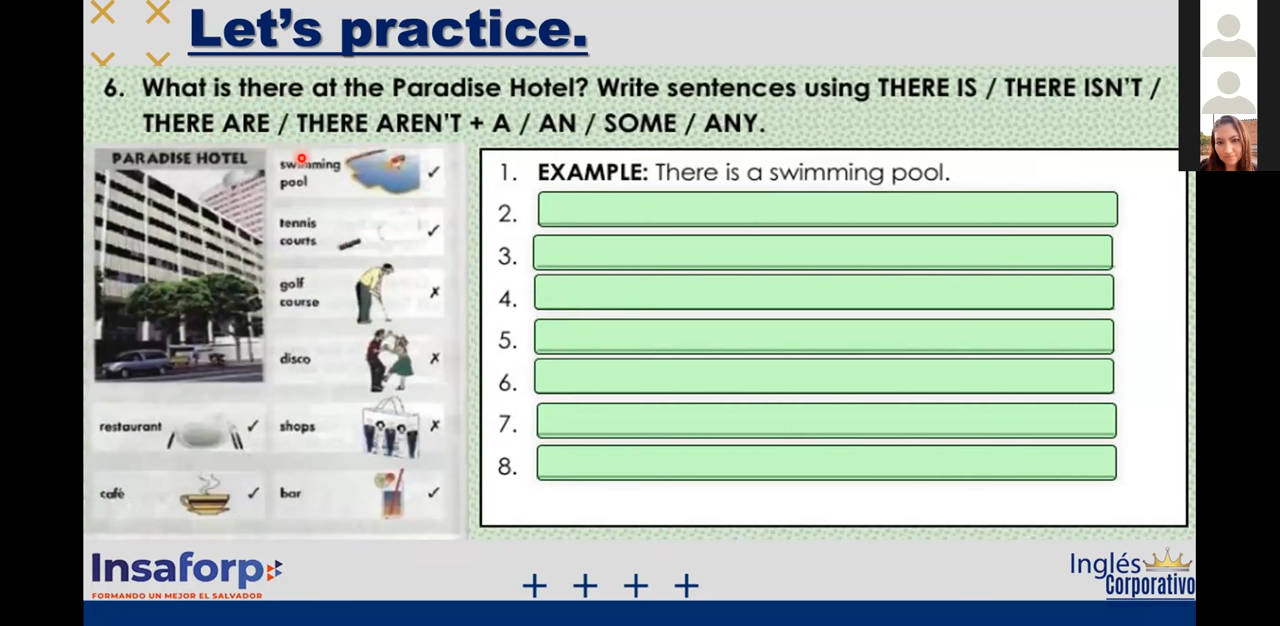 Let's practice.
6. What is there at the Paradise Hotel? Write sentences using THERE IS / THERE ISN'T /
THERE ARE / THERE AREN'T + A / AN / SOME / ANY.
PARADISE HOTEL
swimming
pool
tennis
courts
golf
course
disco
restaurant
shops
café
bar
1. EXAMPLE: There is a swimming pool.
2.
3.
4.
5.
6.
7.
8.
Insaforp
FORMANDO UN MEJOR EL SALVADOR
Inglés
Corporativo